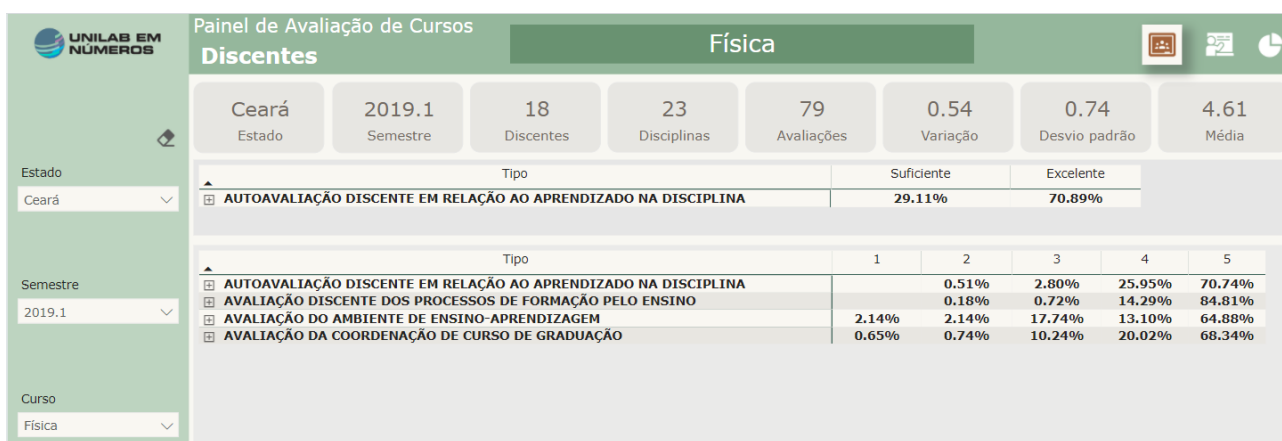 UNILAB EM
NÚMEROS
Painel de Avaliação de Cursos
Discentes
Física
Ceará 2019.1 18 23 79 0.54 0.74 4.61
Estado Semestre Discentes Disciplinas Avaliações Variação Desvio padrão Média
Estado
Ceará
Tipo Suficiente Excelente
AUTOAVALIAÇÃO DISCENTE EM RELAÇÃO AO APRENDIZADO NA DISCIPLINA 29.11% 70.89%
Semestre
2019.1
Tipo 1 2 3 4 5
AUTOAVALIAÇÃO DISCENTE EM RELAÇÃO AO APRENDIZADO NA DISCIPLINA 0.51% 2.80% 25.95% 70.74%
AVALIAÇÃO DISCENTE DOS PROCESSOS DE FORMAÇÃO PELO ENSINO 0.18% 0.72% 14.29% 84.81%
AVALIAÇÃO DO AMBIENTE DE ENSINO-APRENDIZAGEM 2.14% 2.14% 17.74% 13.10% 64.88%
AVALIAÇÃO DA COORDENAÇÃO DE CURSO DE GRADUAÇÃO 0.65% 0.74% 10.24% 20.02% 68.34%
Curso
Física